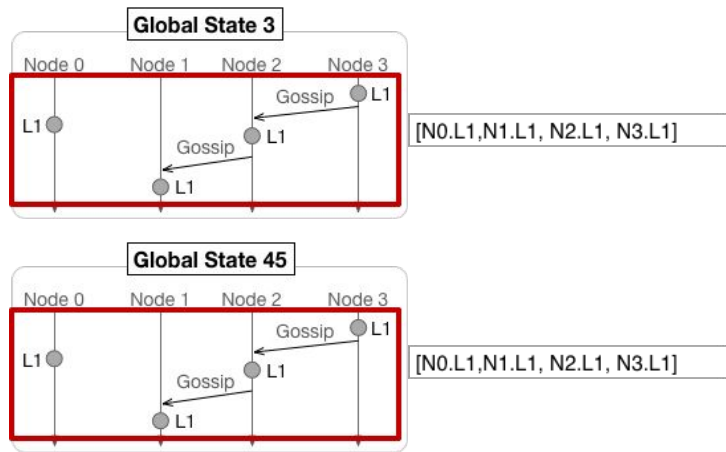 Global State 3
Node 0 Node 1 Node 2 Node 3
L1
Gossip
L1 [N0.L1,N1.L1, N2.L1, N3.L1]
L1
Gossip
L1
Global State 45
Node 0 Node 1 Node 2 Node 3
L1
Gossip
L1 [N0.L1,N1.L1, N2.L1, N3.L1]
L1
Gossip
L1